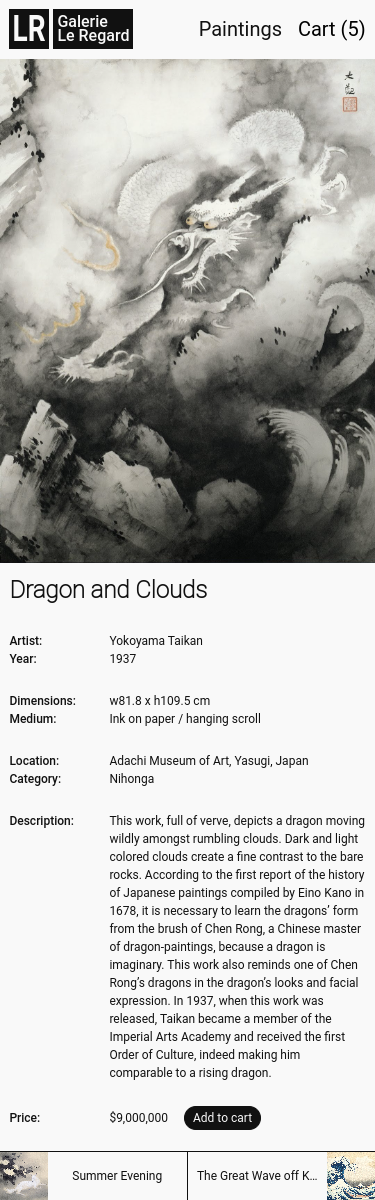 LR
Galerie
Le Regard
Paintings
Cart (5)
Dragon and Clouds
Artist: Yokoyama Taikan
Year: 1937
Dimensions: w81.8 x h109.5 cm
Medium: Ink on paper / hanging scroll
Location: Adachi Museum of Art, Yasugi, Japan
Category: Nihonga
Description: This work, full of verve, depicts a dragon moving
wildly amongst rumbling clouds. Dark and light
colored clouds create a fine contrast to the bare
rocks. According to the first report of the history
of Japanese paintings compiled by Eino Kano in
1678, it is necessary to learn the dragons’ form
from the brush of Chen Rong, a Chinese master
of dragon-paintings, because a dragon is
imaginary. This work also reminds one of Chen
Rong’s dragons in the dragon’s looks and facial
expression. In 1937, when this work was
released, Taikan became a member of the
Imperial Arts Academy and received the first
Order of Culture, indeed making him
comparable to a rising dragon.
Price: $9,000,000 Add to cart
Summer Evening
The Great Wave off K...